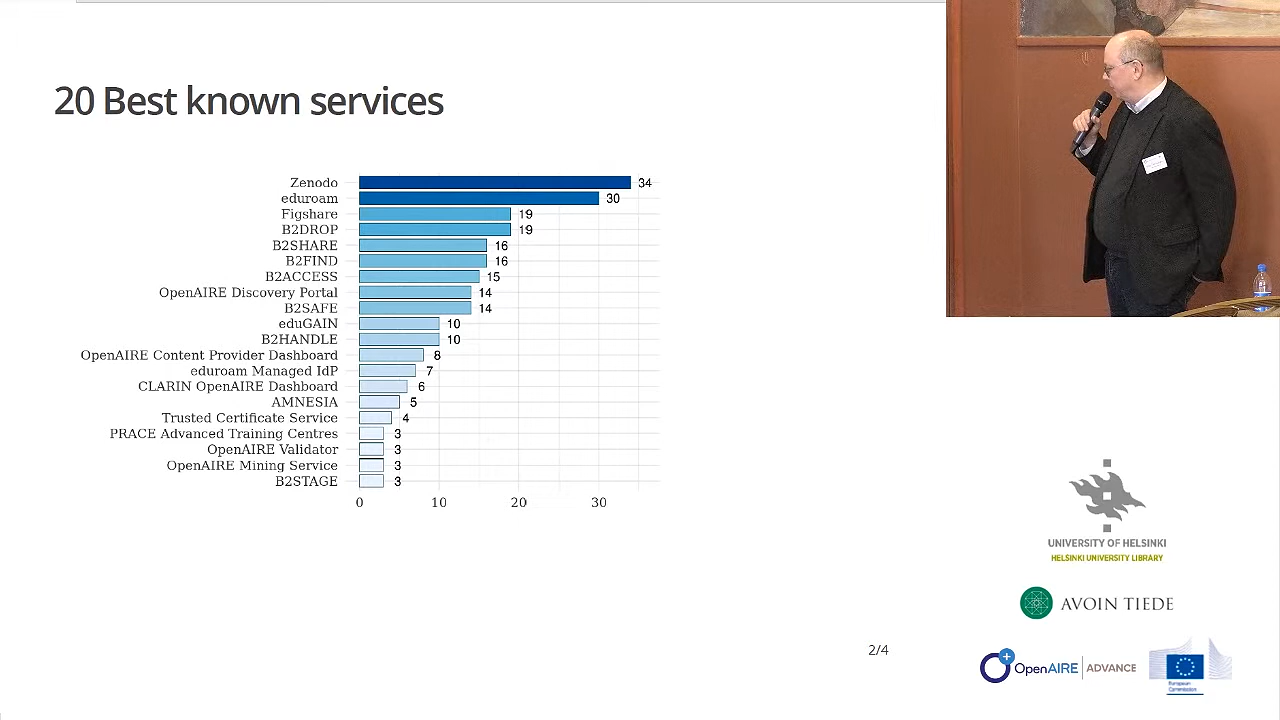 20 Best known services
Zenodo 34
eduroam 30
Figshare 19
B2DROP 19
B2SHARE 16
B2FIND 16
B2ACCESS 15
OpenAIRE Discovery Portal 14
B2SAFE 14
eduGAIN 10
B2HANDLE 10
OpenAIRE Content Provider Dashboard 8
eduroam Managed IdP 7
CLARIN OpenAIRE Dashboard 6
AMNESIA 5
Trusted Certificate Service 4
PRACE Advanced Training Centres 3
OpenAIRE Validator 3
OpenAIRE Mining Service 3
B2STAGE 3
0 10 20 30
UNIVERSITY OF HELSINKI
HELSINKI UNIVERSITY LIBRARY
AVOIN TIEDE
2/4
OpenAIRE ADVANCE
European
Commission